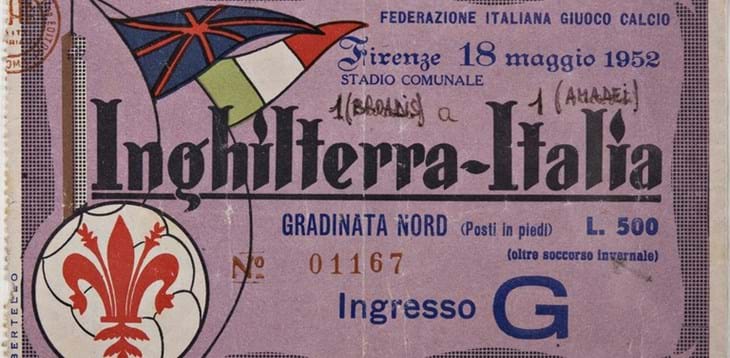 FEDERAZIONE ITALIANA GIUOCO CALCIO
Firenze 18 maggio 1952
STADIO COMUNALE
1 (BROADIS) a 1 (AMADEI)
Inghilterra-Italia
GRADINATA NORD (Posti in piedi) L. 500
(oltre soccorso invernale)
No 01167
Ingresso G
BERTELLO